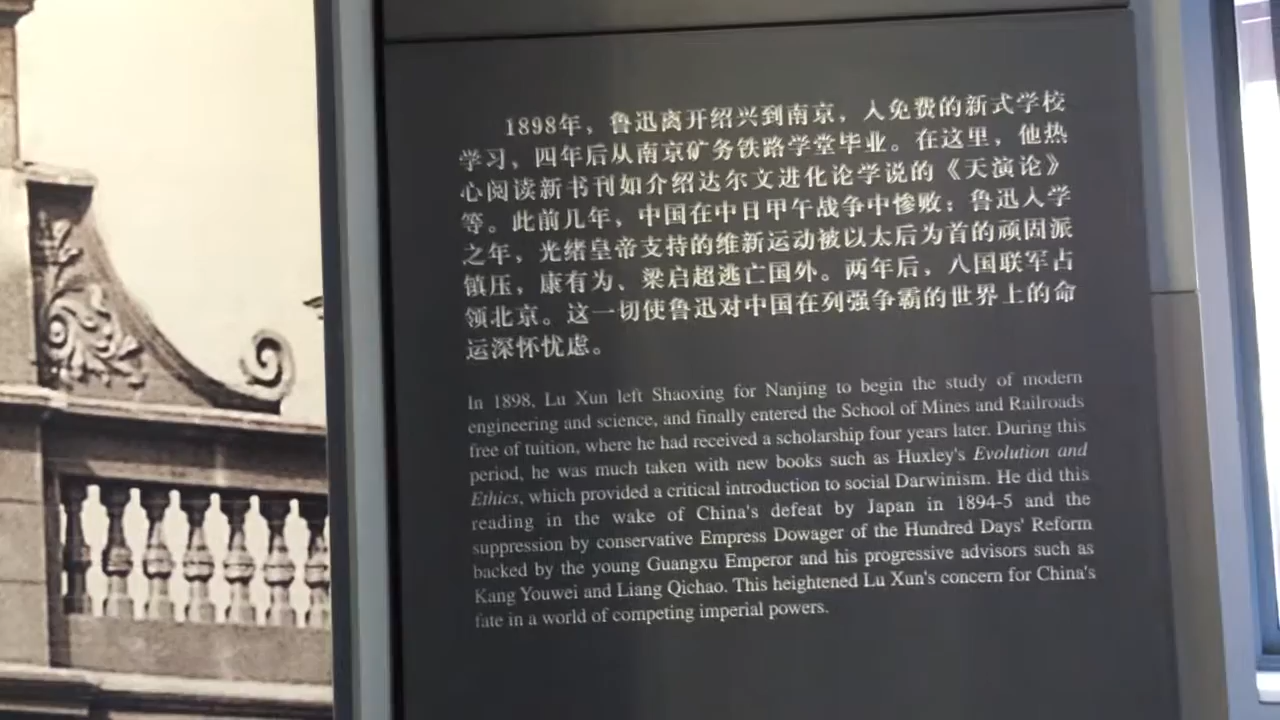 1898年，鲁迅离开绍兴到南京，入免费的新式学校
学习，四年后从南京矿务铁路学堂毕业。在这里，他热
心阅读新书刊如介绍达尔文进化论学说的《天演论》
等。此前几年，中国在中日甲午战争中惨败；鲁迅入学
之年，光绪皇帝支持的维新运动被以太后为首的顽固派
镇压，康有为、梁启超逃亡国外。两年后，八国联军占
领北京。这一切使鲁迅对中国在列强争霸的世界上的命
运深怀忧虑。
In 1898, Lu Xun left Shaoxing for Nanjing to begin the study of modern
engineering and science, and finally entered the School of Mines and Railroads
free of tuition, where he had received a scholarship four years later. During this
period, he was much taken with new books such as Huxley's Evolution and
Ethics, which provided a critical introduction to social Darwinism. He did this
reading in the wake of China's defeat by Japan in 1894-5 and the
suppression by conservative Empress Dowager of the Hundred Days' Reform
backed by the young Guangxu Emperor and his progressive advisors such as
Kang Youwei and Liang Qichao. This heightened Lu Xun's concern for China's
fate in a world of competing imperial powers.